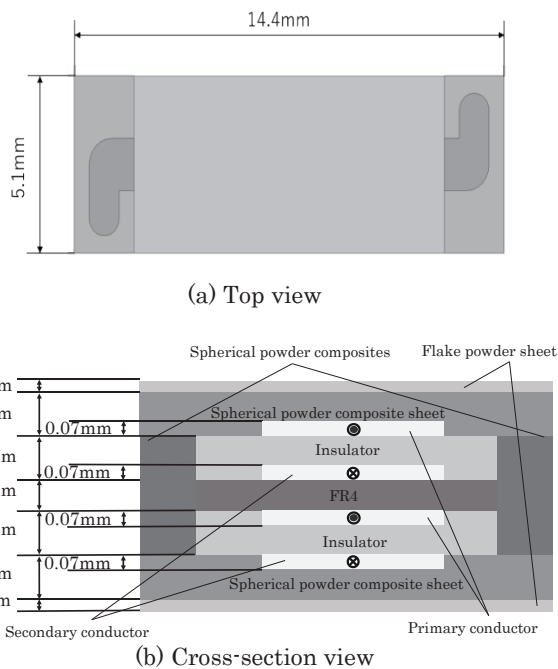 14.4mm
5.1mm
(a) Top view
Spherical powder composites
Flake powder sheet
Spherical powder composite sheet
0.07mm
Insulator
0.07mm
FR4
0.07mm
Insulator
0.07mm
Spherical powder composite sheet
Secondary conductor
Primary conductor
(b) Cross-section view